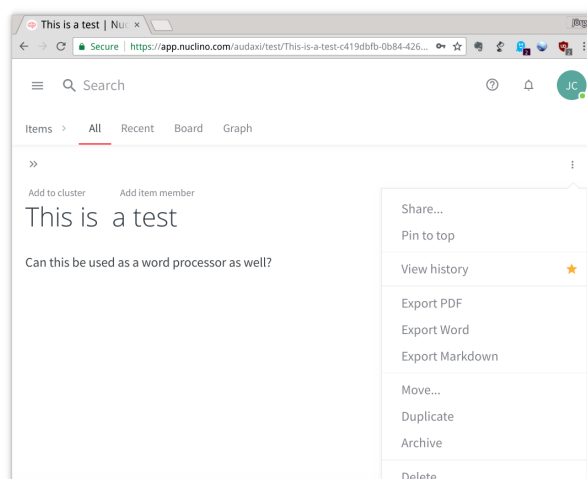 This is a test | Nuc
Jörg
Secure | https://app.nuclino.com/audaxi/test/This-is-a-test-c419dbfb-0b84-426...
Search
JC
Items > All Recent Board Graph
Add to cluster Add item member
This is a test
Can this be used as a word processor as well?
Share...
Pin to top
View history
Export PDF
Export Word
Export Markdown
Move...
Duplicate
Archive
Delete